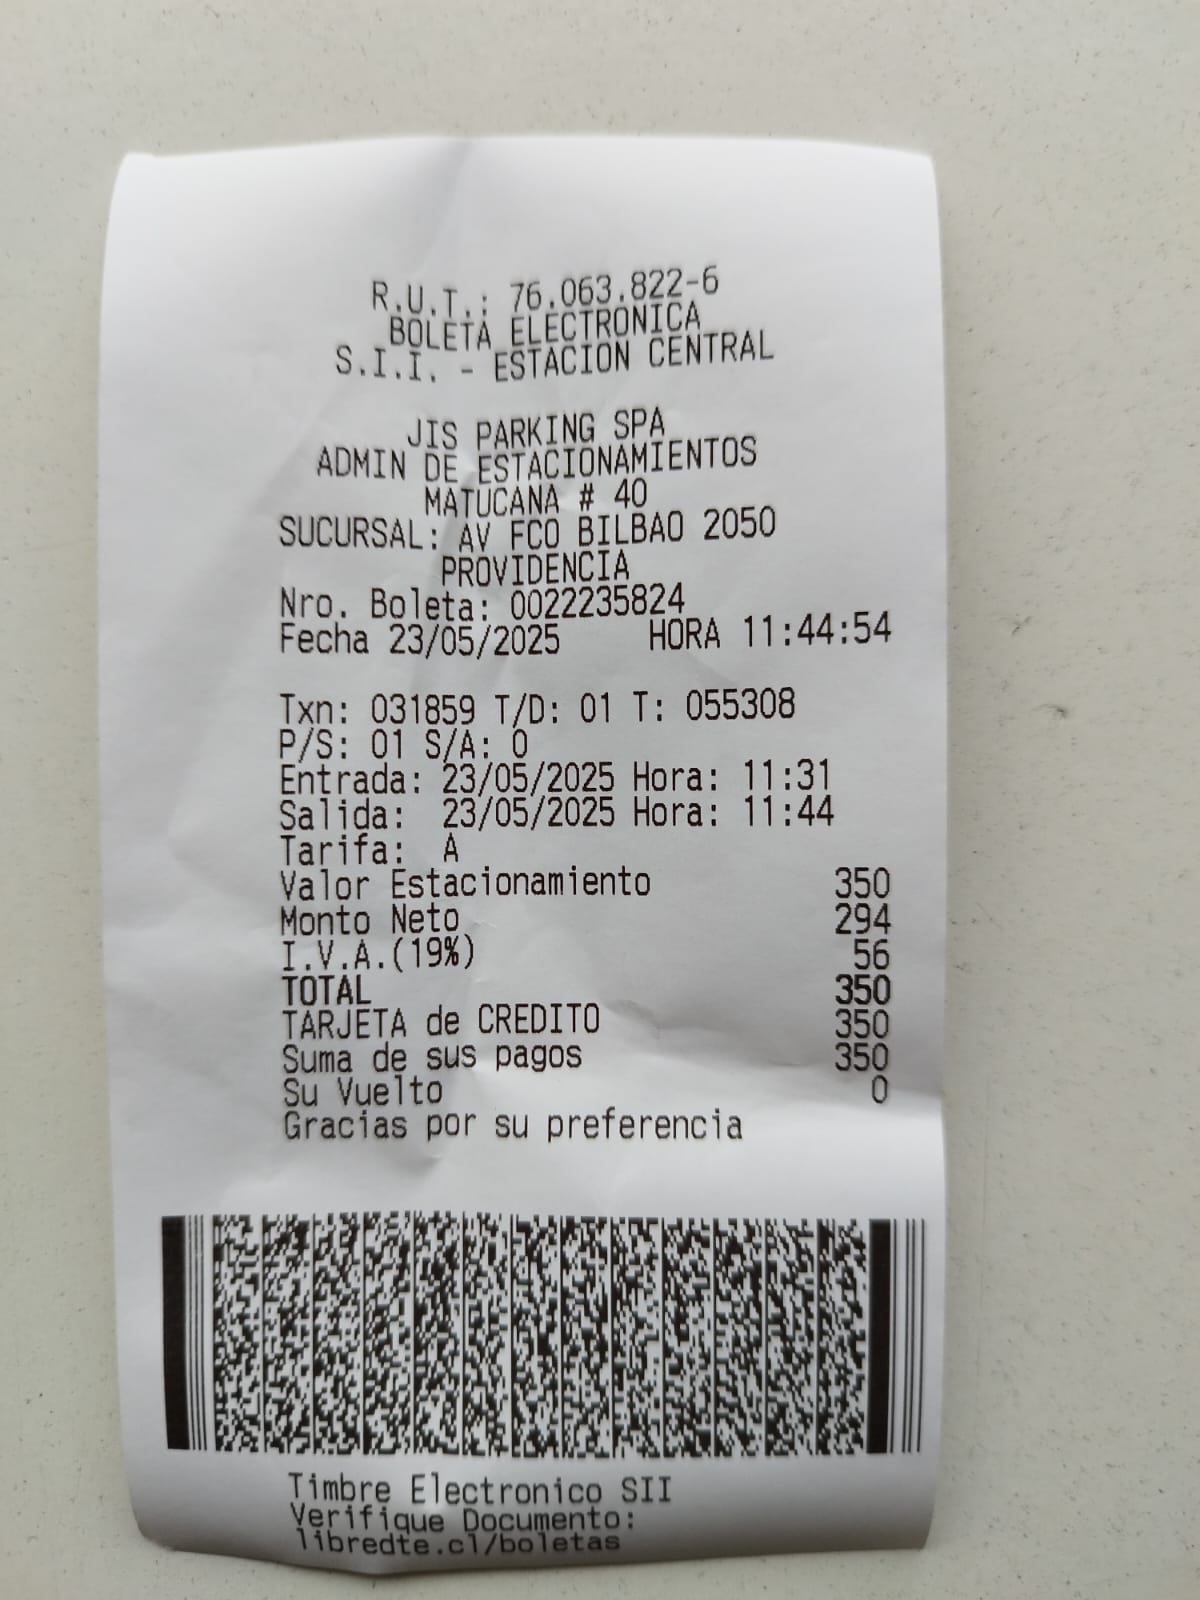 R.U.T.: 76.063.822-6
BOLETA ELECTRONICA
S.I.I. - ESTACION CENTRAL
JIS PARKING SPA
ADMIN DE ESTACIONAMIENTOS
MATUCANA # 40
SUCURSAL: AV FCO BILBAO 2050
PROVIDENCIA
Nro. Boleta: 0022235824
Fecha 23/05/2025 HORA 11:44:54
Txn: 031859 T/D: 01 T: 055308
P/S: 01 S/A: 0
Entrada: 23/05/2025 Hora: 11:31
Salida: 23/05/2025 Hora: 11:44
Tarifa: A
Valor Estacionamiento 350
Monto Neto 294
I.V.A.(19%) 56
TOTAL 350
TARJETA de CREDITO 350
Suma de sus pagos 350
Su Vuelto 0
Gracias por su preferencia
Timbre Electronico SII
Verifique Documento:
libredte.cl/boletas